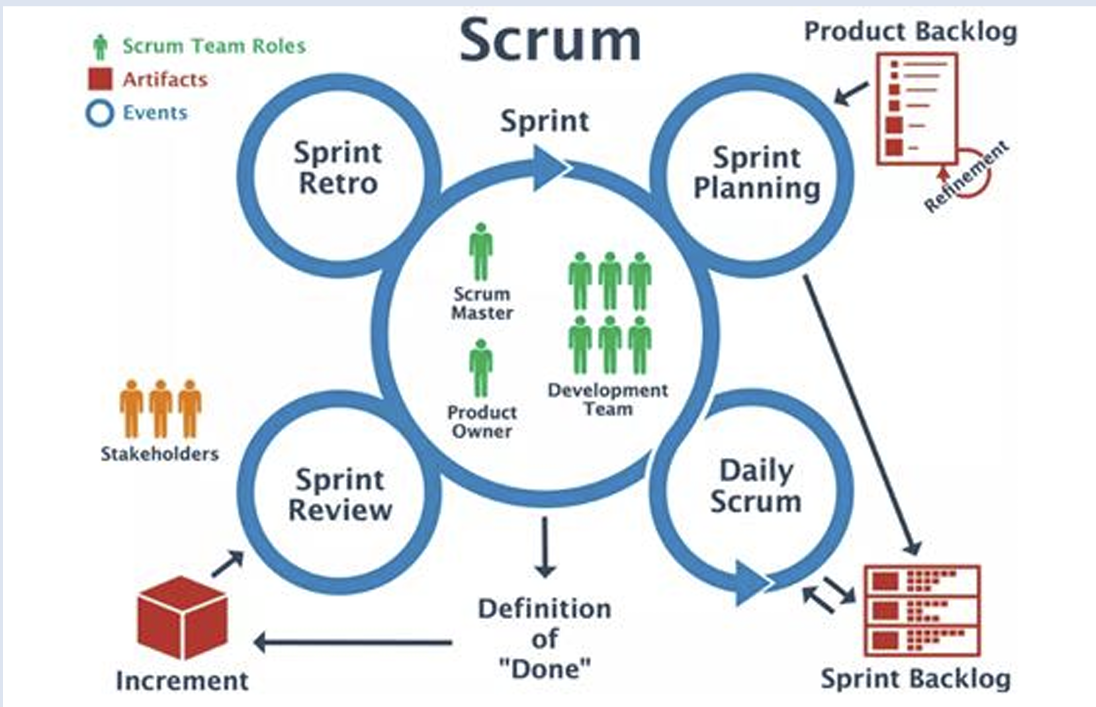 Scrum
Scrum Team Roles
Artifacts
Events
Product Backlog
Refinement
Sprint
Sprint
Retro
Sprint
Planning
Scrum
Master
Product
Owner
Development
Team
Stakeholders
Sprint
Review
Daily
Scrum
Definition
of
"Done"
Increment
Sprint Backlog